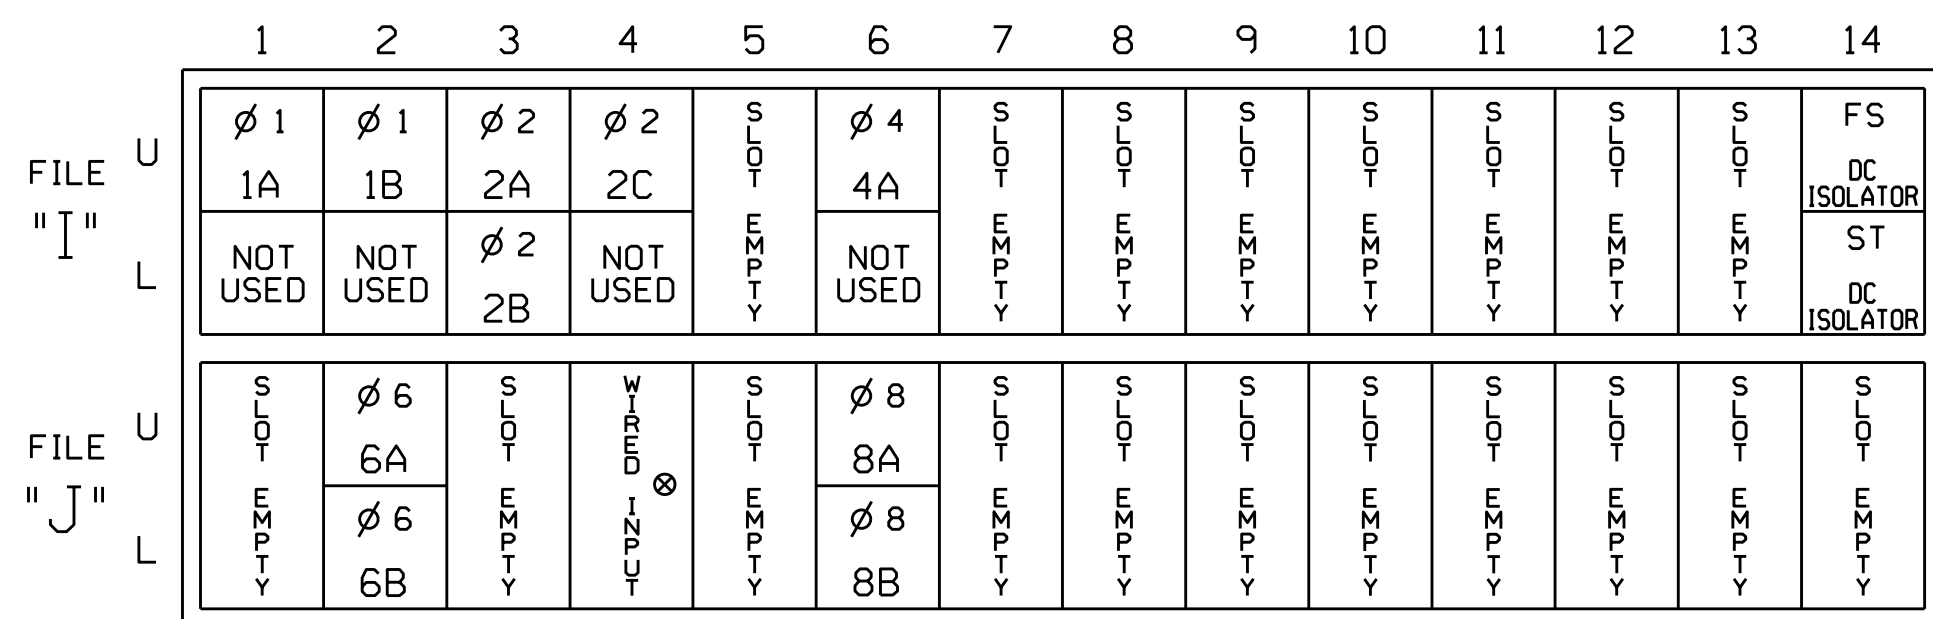 1 2 3 4 5 6 7 8 9 10 11 12 13 14
FILE "I"
U
L
ø 1 1A
NOT USED
ø 1 1B
NOT USED
ø 2 2A
ø 2 2B
ø 2 2C
NOT USED
SLOT EMPTY
ø 4 4A
NOT USED
SLOT EMPTY
SLOT EMPTY
SLOT EMPTY
SLOT EMPTY
SLOT EMPTY
SLOT EMPTY
SLOT EMPTY
FS DC ISOLATOR
ST DC ISOLATOR
FILE "J"
U
L
SLOT EMPTY
ø 6 6A
ø 6 6B
SLOT EMPTY
WIRED INPUT ⊗
SLOT EMPTY
ø 8 8A
ø 8 8B
SLOT EMPTY
SLOT EMPTY
SLOT EMPTY
SLOT EMPTY
SLOT EMPTY
SLOT EMPTY
SLOT EMPTY
SLOT EMPTY